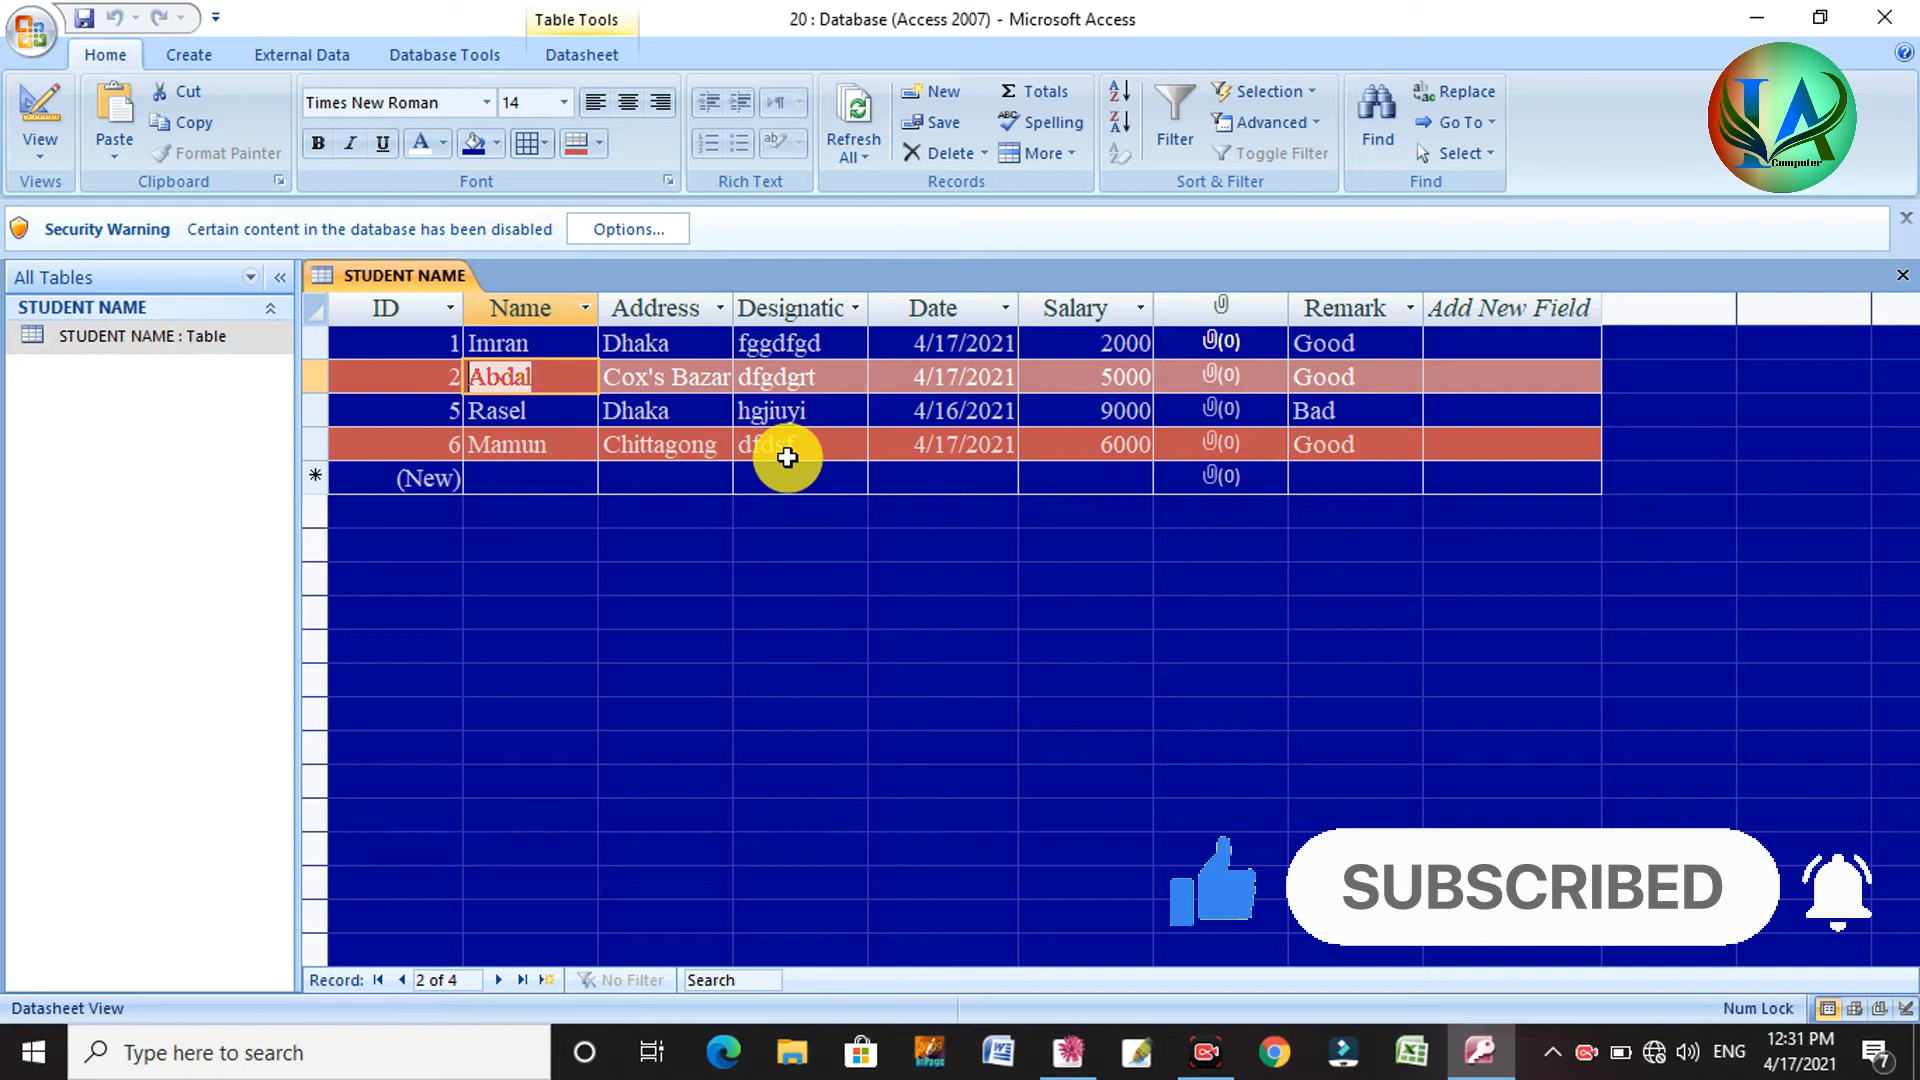 Table Tools
20 : Database (Access 2007) - Microsoft Access
Home Create External Data Database Tools Datasheet
View
Views
Paste
Cut
Copy
Format Painter
Clipboard
Times New Roman 14
B I U
Font
Rich Text
Refresh All
New
Save
Delete
Totals
Spelling
More
Records
Filter
Selection
Advanced
Toggle Filter
Sort & Filter
Find
Replace
Go To
Select
Find
IA
Computer
Security Warning Certain content in the database has been disabled Options...
All Tables
STUDENT NAME
STUDENT NAME : Table
STUDENT NAME
ID Name Address Designatic Date Salary Remark Add New Field
1 Imran Dhaka fggdfgd 4/17/2021 2000 (0) Good
2 Abdal Cox's Bazar dfgdgrt 4/17/2021 5000 (0) Good
5 Rasel Dhaka hgjiuyi 4/16/2021 9000 (0) Bad
6 Mamun Chittagong dfdsf 4/17/2021 6000 (0) Good
* (New) (0)
SUBSCRIBED
Record: 2 of 4 No Filter Search
Datasheet View Num Lock
Type here to search
ENG
12:31 PM
4/17/2021
7